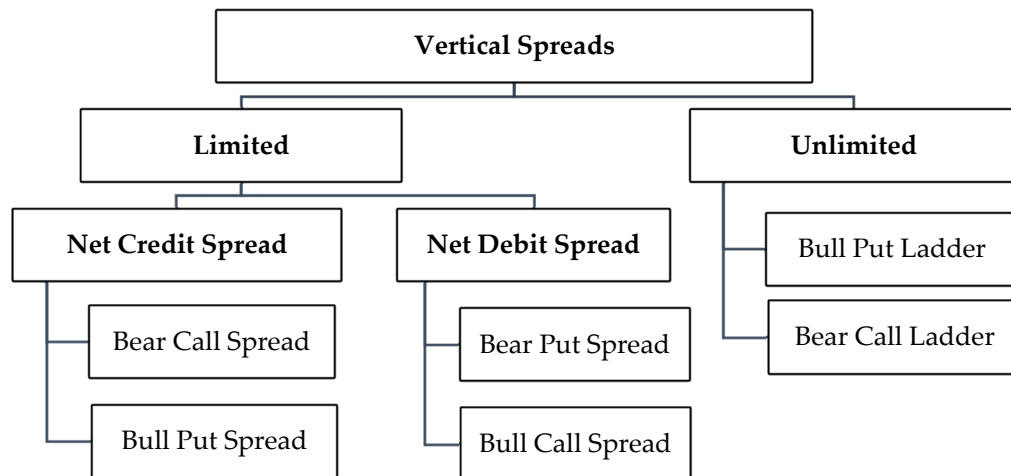 Vertical Spreads
Limited
Unlimited
Net Credit Spread
Net Debit Spread
Bull Put Ladder
Bear Call Spread
Bear Put Spread
Bear Call Ladder
Bull Put Spread
Bull Call Spread